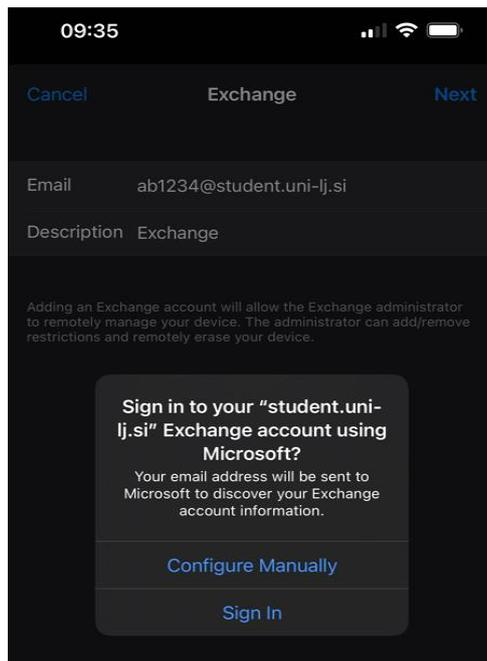 09:35
Cancel Exchange Next
Email ab1234@student.uni-lj.si
Description Exchange
Adding an Exchange account will allow the Exchange administrator
to remotely manage your device. The administrator can add/remove
restrictions and remotely erase your device.
Sign in to your “student.uni-
lj.si” Exchange account using
Microsoft?
Your email address will be sent to
Microsoft to discover your Exchange
account information.
Configure Manually
Sign In